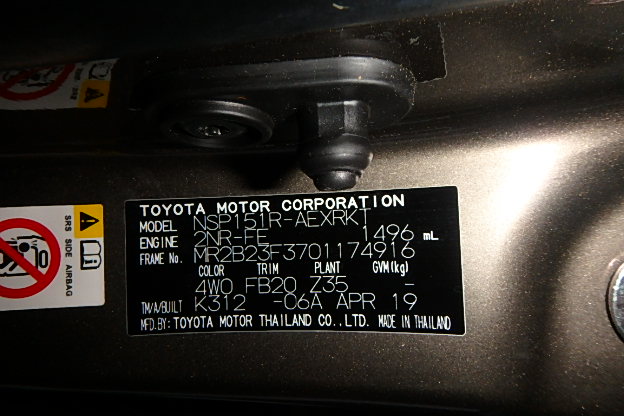 TOYOTA MOTOR CORPORATION
MODEL NSP151R-AEXRKT
ENGINE 2NR-FE 1496 mL
FRAME No. MR2B23F3701174916
COLOR TRIM PLANT GVM(kg)
4W0 FB20 Z35 -
TM/A/BUILT K312 -06A APR 19
MFD.BY: TOYOTA MOTOR THAILAND CO.,LTD. MADE IN THAILAND
SRS SIDE AIRBAG